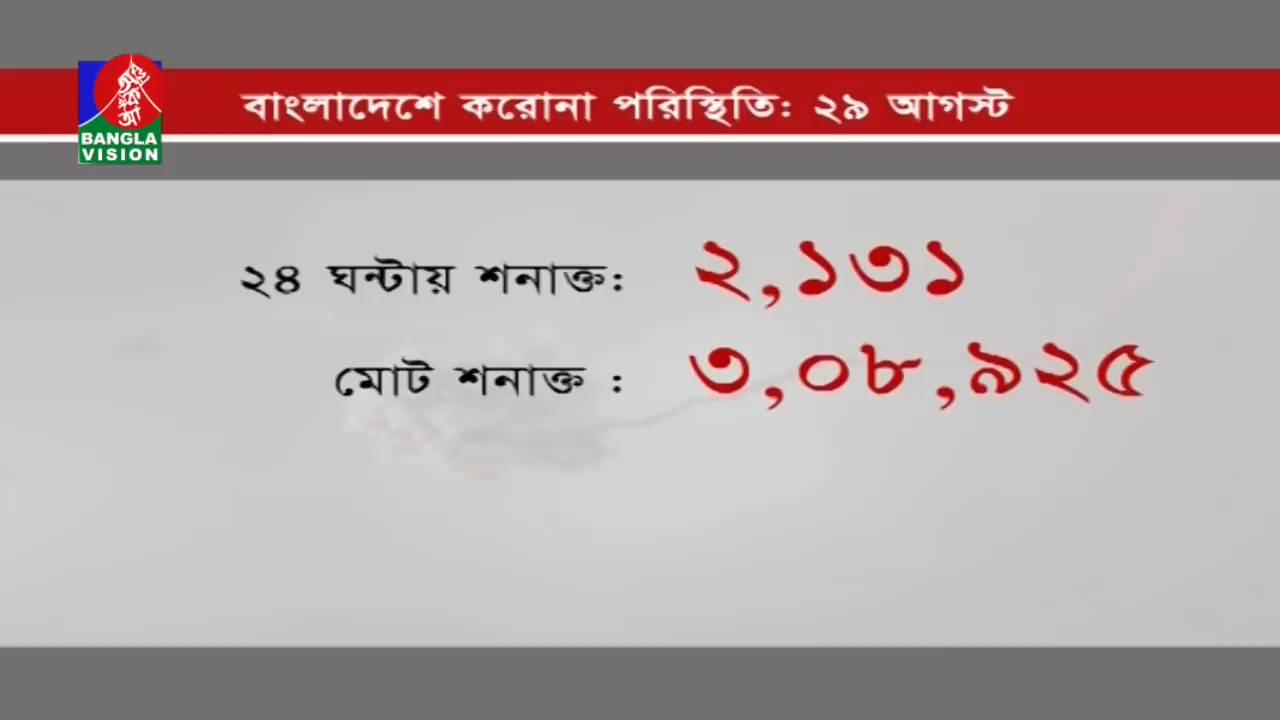 বাংলাদেশে করোনা পরিস্থিতি: ২৯ আগস্ট
BANGLA
VISION
২৪ ঘন্টায় শনাক্ত: ২,১৩১
মোট শনাক্ত : ৩,০৮,৯২৫